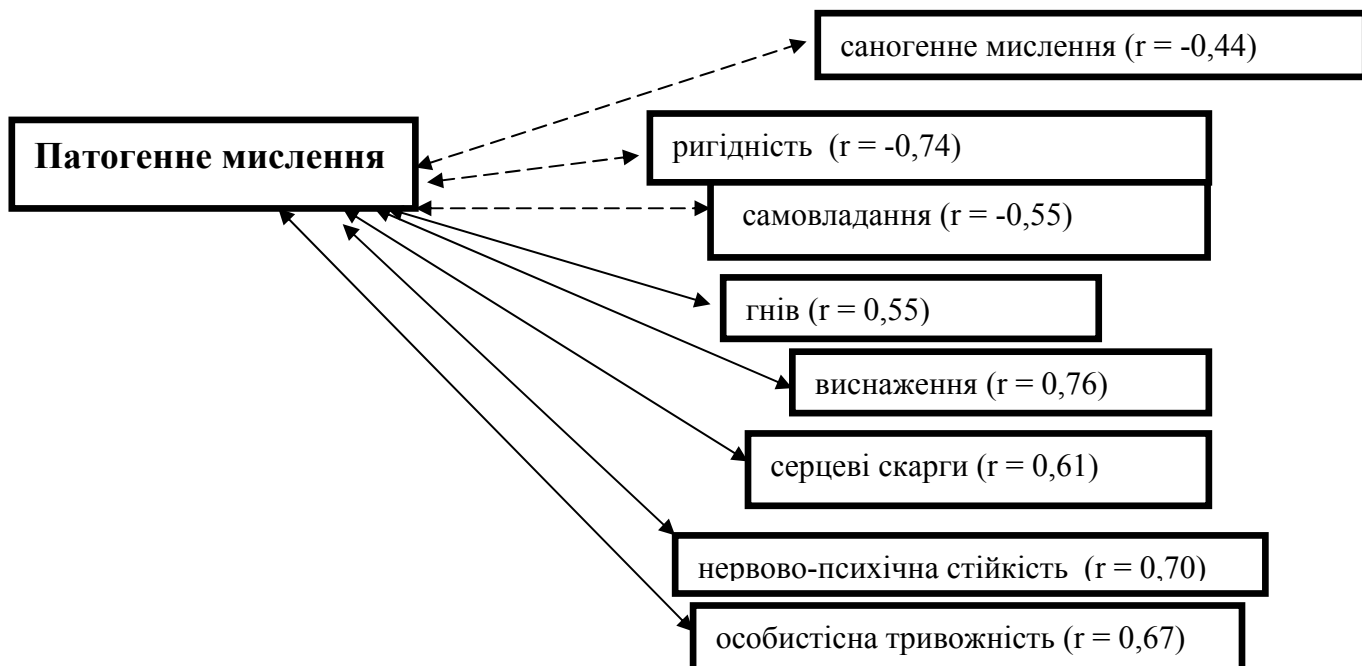 саногенне мислення (r = -0,44)
Патогенне мислення
ригідність (r = -0,74)
самовладання (r = -0,55)
гнів (r = 0,55)
виснаження (r = 0,76)
серцеві скарги (r = 0,61)
нервово-психічна стійкість (r = 0,70)
особистісна тривожність (r = 0,67)